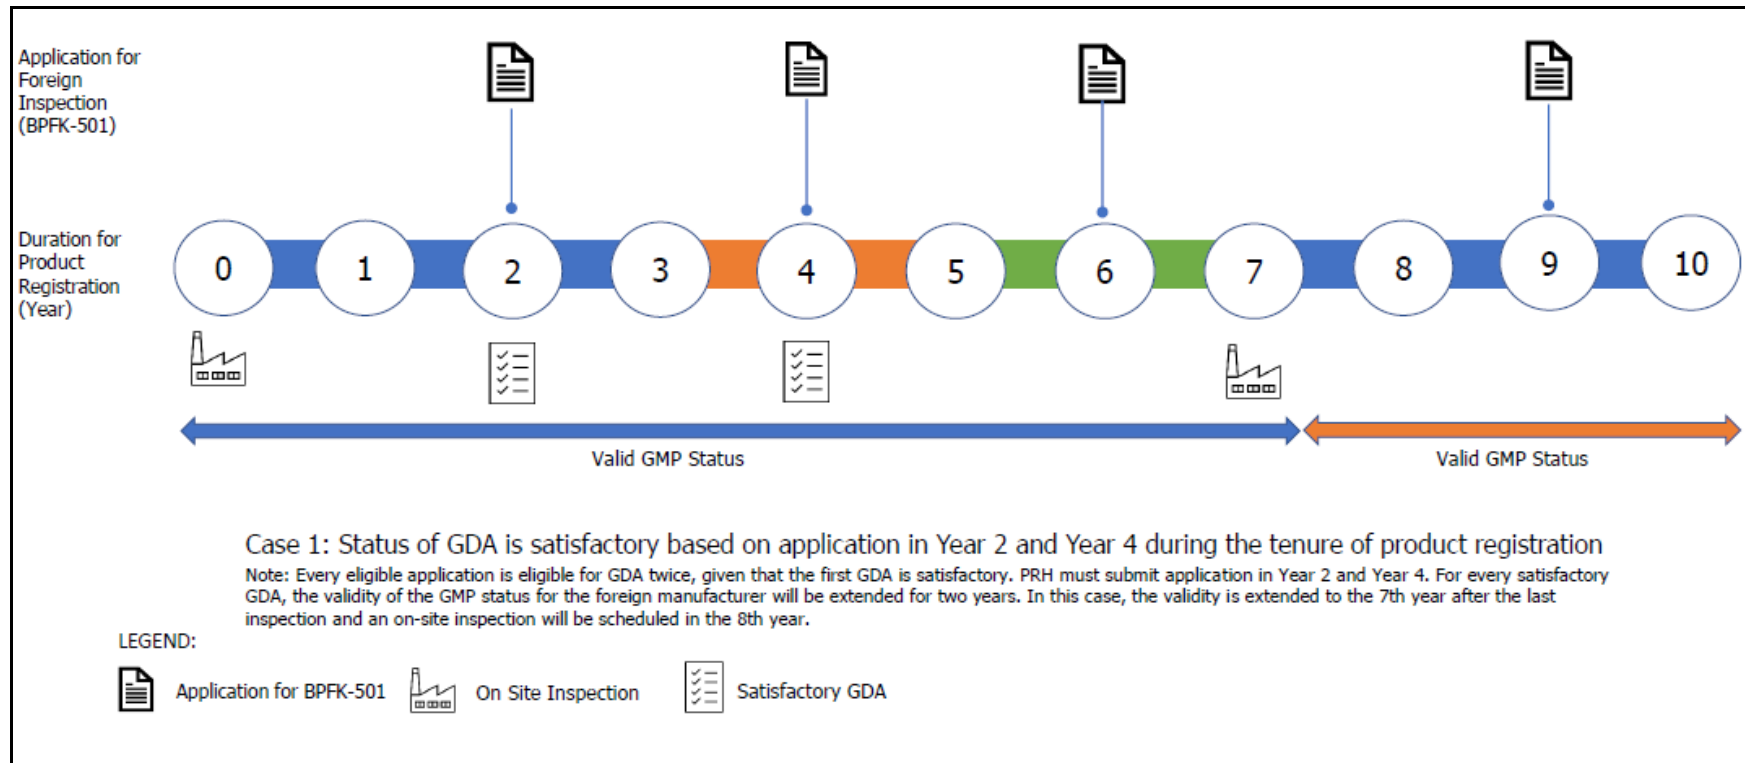 Application for
Foreign
Inspection
(BPFK-501)
Duration for
Product
Registration
(Year)
0 1 2 3 4 5 6 7 8 9 10
Valid GMP Status
Valid GMP Status
Case 1: Status of GDA is satisfactory based on application in Year 2 and Year 4 during the tenure of product registration
Note: Every eligible application is eligible for GDA twice, given that the first GDA is satisfactory. PRH must submit application in Year 2 and Year 4. For every satisfactory
GDA, the validity of the GMP status for the foreign manufacturer will be extended for two years. In this case, the validity is extended to the 7th year after the last
inspection and an on-site inspection will be scheduled in the 8th year.
LEGEND:
Application for BPFK-501
On Site Inspection
Satisfactory GDA